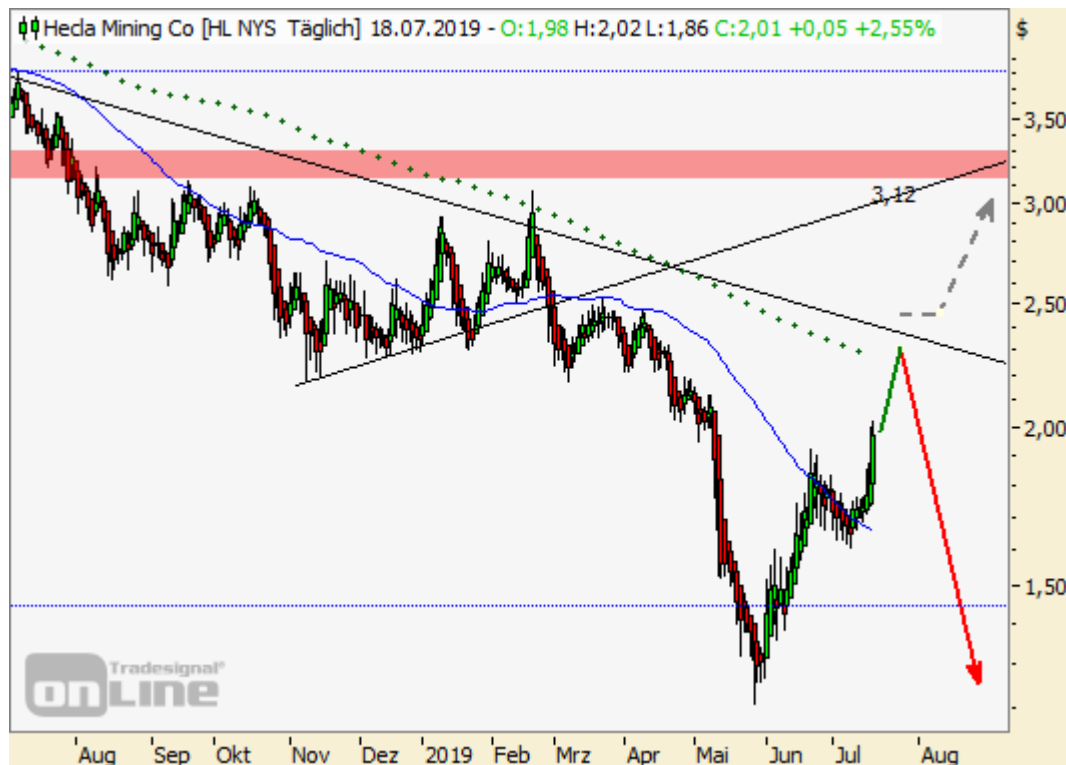 Hecla Mining Co [HL NYS Täglich] 18.07.2019 - O:1,98 H:2,02 L:1,86 C:2,01 +0,05 +2,55%
$
3,50
3,12
3,00
2,50
2,00
1,50
Tradesignal®
onLine
Aug Sep Okt Nov Dez 2019 Feb Mrz Apr Mai Jun Jul Aug